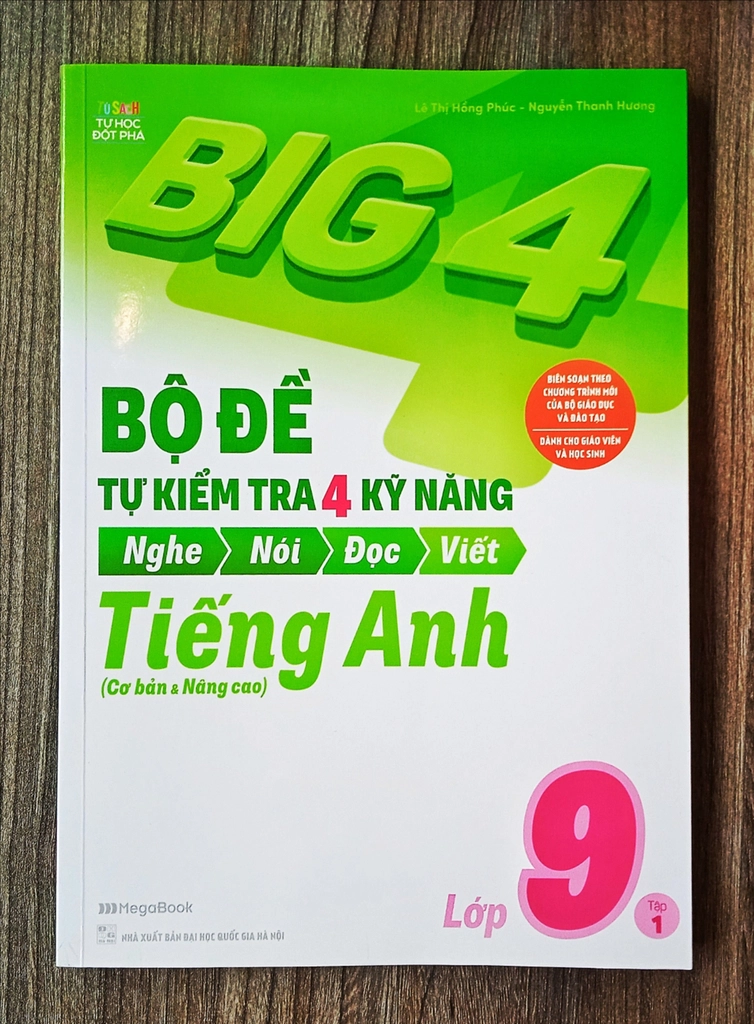 TỦ SÁCH
TỰ HỌC
ĐỘT PHÁ
Lê Thị Hồng Phúc - Nguyễn Thanh Hương
BIG 4
BIÊN SOẠN THEO
CHƯƠNG TRÌNH MỚI
CỦA BỘ GIÁO DỤC
VÀ ĐÀO TẠO
DÀNH CHO GIÁO VIÊN
VÀ HỌC SINH
BỘ ĐỀ
TỰ KIỂM TRA 4 KỸ NĂNG
Nghe Nói Đọc Viết
Tiếng Anh
(Cơ bản & Nâng cao)
Lớp 9
Tập
1
MegaBook
NHÀ XUẤT BẢN ĐẠI HỌC QUỐC GIA HÀ NỘI